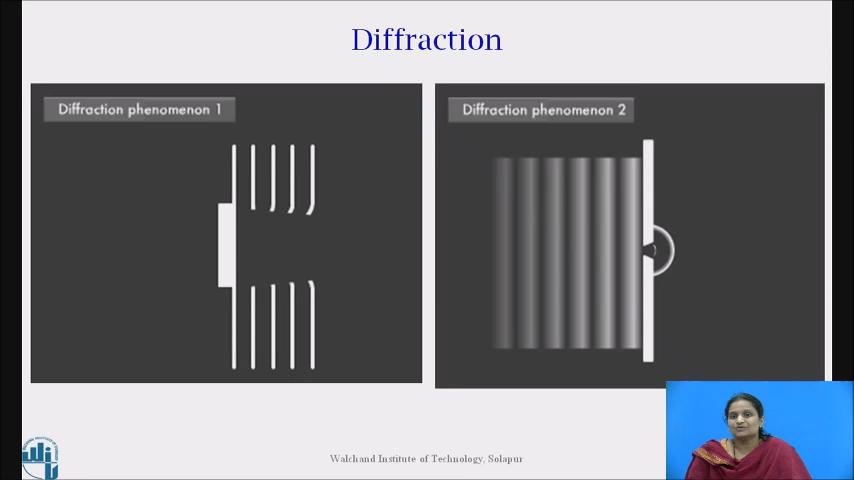 Diffraction
Diffraction phenomenon 1
Diffraction phenomenon 2
Walchand Institute of Technology, Solapur